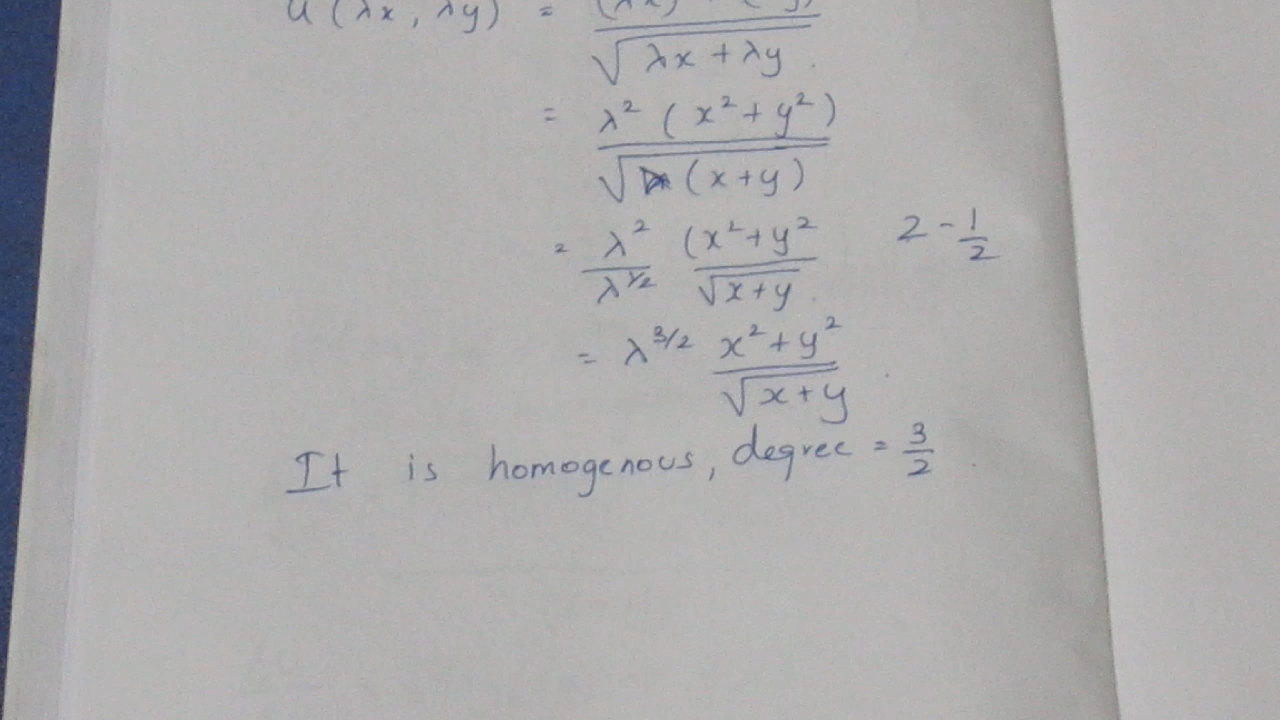 u(λx, λy) =
√λx + λy
= λ² (x² + y²)
√λ(x+y)
= λ² (x² + y²
λ^1/2 √x+y
2 - 1/2
= λ^3/2 x² + y²
√x+y
It is homogenous, degree = 3/2